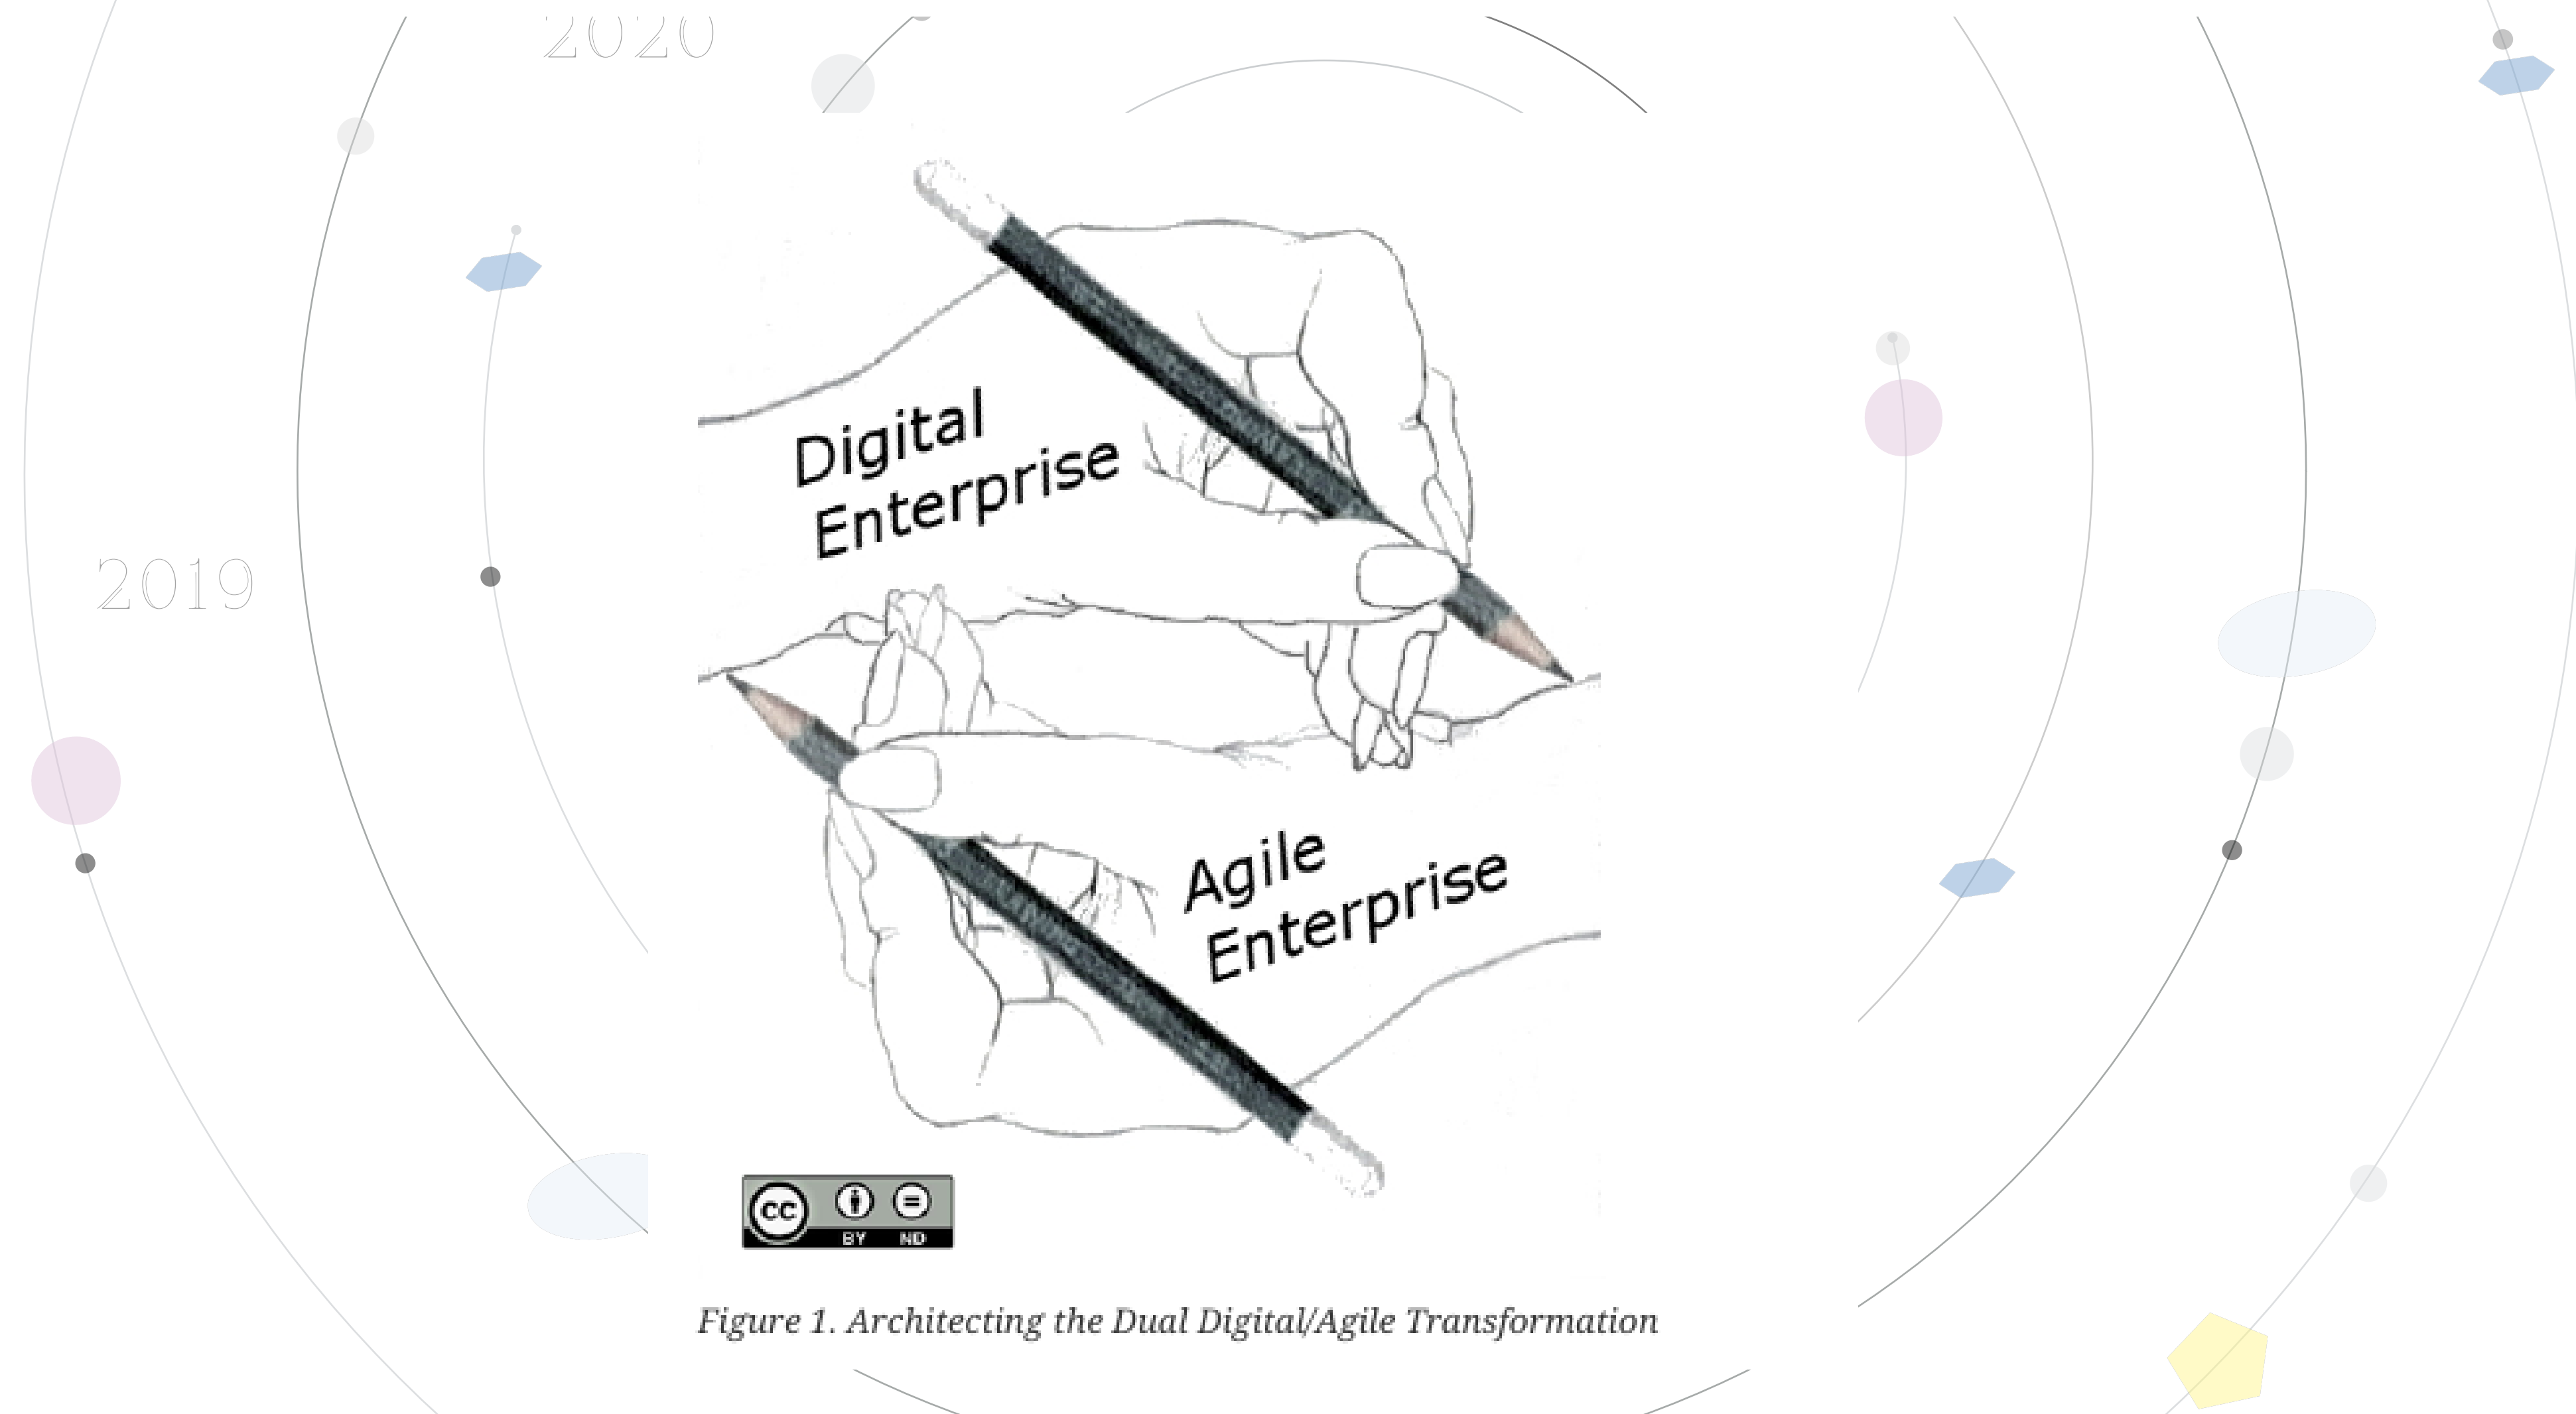 2020
Digital
Enterprise
2019
Agile
Enterprise
CC BY ND
Figure 1. Architecting the Dual Digital/Agile Transformation